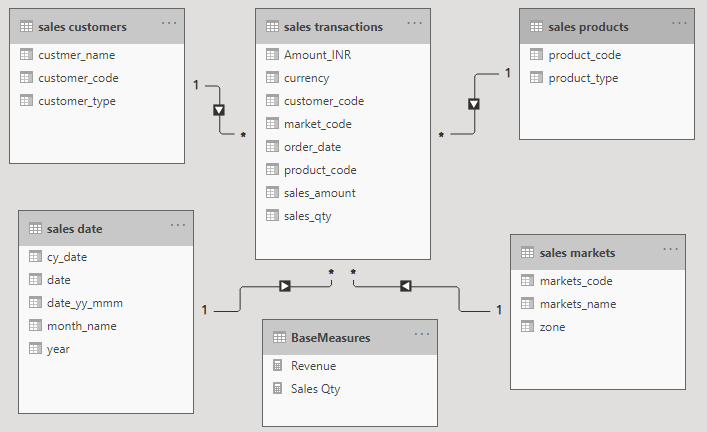 sales customers
custmer_name
customer_code
customer_type
sales transactions
Amount_INR
currency
customer_code
market_code
order_date
product_code
sales_amount
sales_qty
sales products
product_code
product_type
1
*
1
*
sales date
cy_date
date
date_yy_mmm
month_name
year
1
*
*
1
BaseMeasures
Revenue
Sales Qty
sales markets
markets_code
markets_name
zone